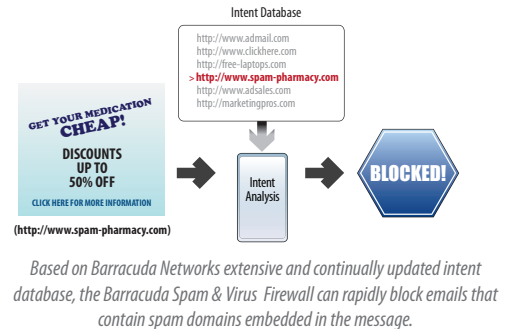 Intent Database
http://www.admail.com
http://www.clickhere.com
http://free-laptops.com
>http://www.spam-pharmacy.com
http://www.adsales.com
http://marketingpros.com
GET YOUR MEDICATION
CHEAP!
DISCOUNTS
UP TO
50% OFF
CLICK HERE FOR MORE INFORMATION
(http://www.spam-pharmacy.com)
Intent
Analysis
BLOCKED!
Based on Barracuda Networks extensive and continually updated intent
database, the Barracuda Spam & Virus Firewall can rapidly block emails that
contain spam domains embedded in the message.